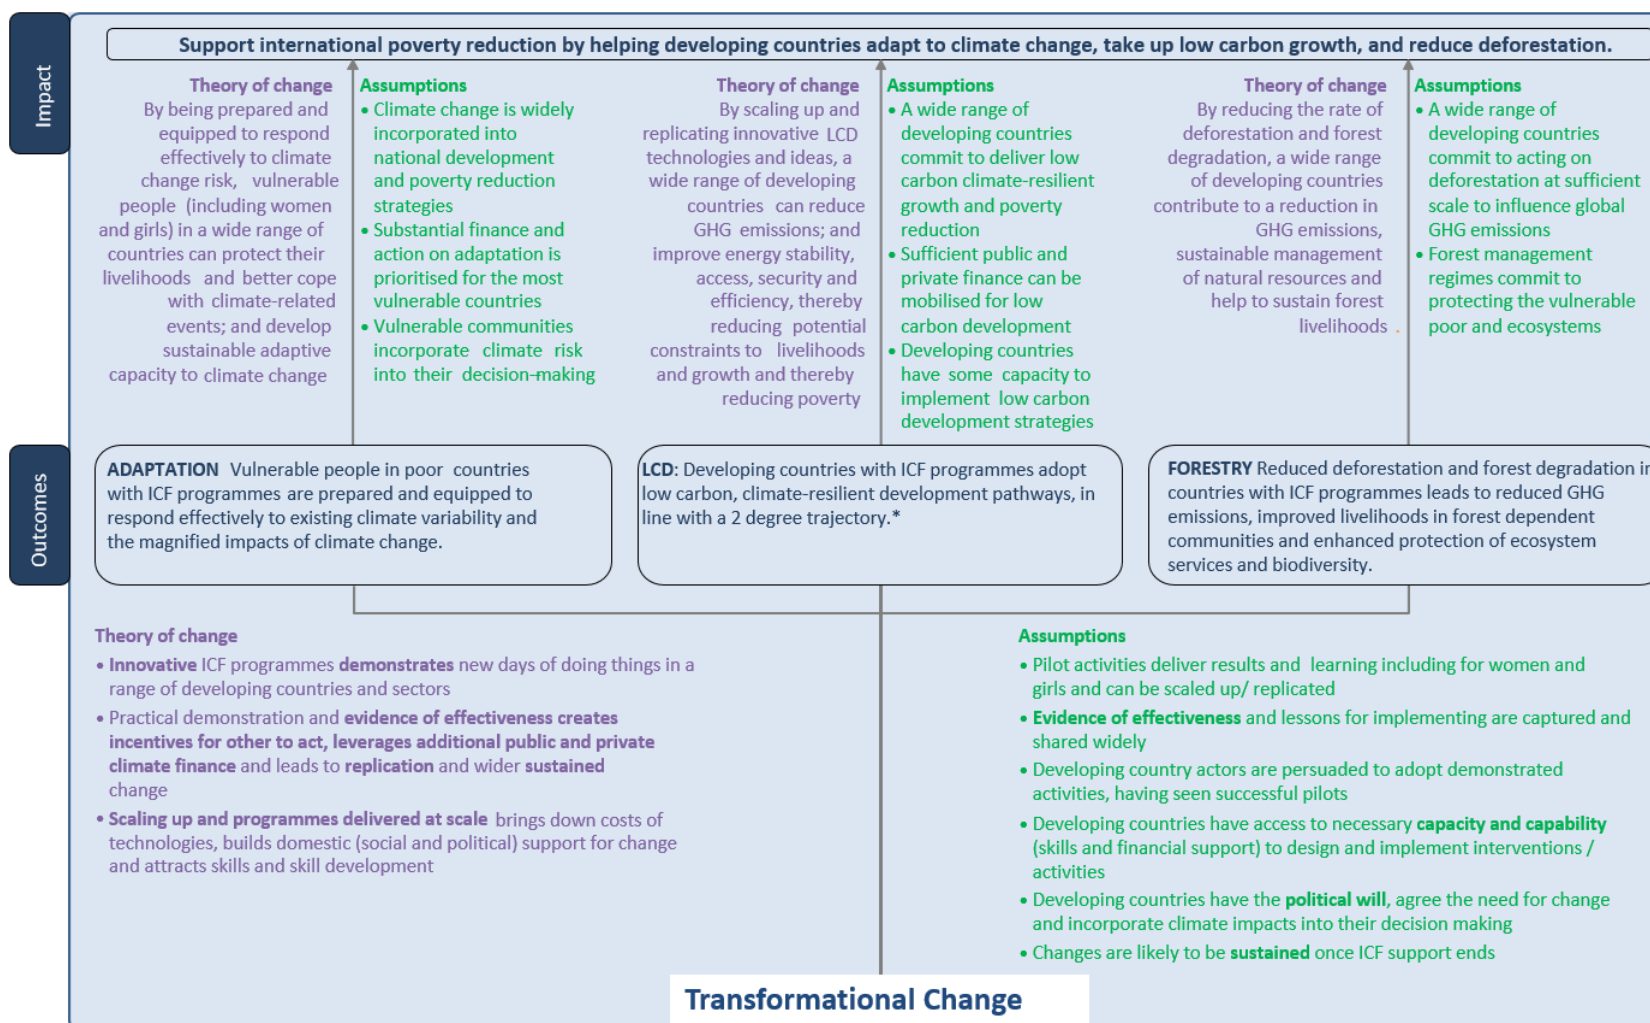 Impact
Support international poverty reduction by helping developing countries adapt to climate change, take up low carbon growth, and reduce deforestation.
Theory of change
By being prepared and
equipped to respond
effectively to climate
change risk, vulnerable
people (including women
and girls) in a wide range of
countries can protect their
livelihoods and better cope
with climate-related
events; and develop
sustainable adaptive
capacity to climate change
Assumptions
• Climate change is widely
incorporated into
national development
and poverty reduction
strategies
• Substantial finance and
action on adaptation is
prioritised for the most
vulnerable countries
• Vulnerable communities
incorporate climate risk
into their decision-making
Theory of change
By scaling up and
replicating innovative LCD
technologies and ideas, a
wide range of developing
countries can reduce
GHG emissions; and
improve energy stability,
access, security and
efficiency, thereby
reducing potential
constraints to livelihoods
and growth and thereby
reducing poverty
Assumptions
• A wide range of
developing countries
commit to deliver low
carbon climate-resilient
growth and poverty
reduction
• Sufficient public and
private finance can be
mobilised for low
carbon development
• Developing countries
have some capacity to
implement low carbon
development strategies
Theory of change
By reducing the rate of
deforestation and forest
degradation, a wide range
of developing countries
contribute to a reduction in
GHG emissions,
sustainable management
of natural resources and
help to sustain forest
livelihoods .
Assumptions
• A wide range of
developing countries
commit to acting on
deforestation at sufficient
scale to influence global
GHG emissions
• Forest management
regimes commit to
protecting the vulnerable
poor and ecosystems
Outcomes
ADAPTATION Vulnerable people in poor countries
with ICF programmes are prepared and equipped to
respond effectively to existing climate variability and
the magnified impacts of climate change.
LCD: Developing countries with ICF programmes adopt
low carbon, climate-resilient development pathways, in
line with a 2 degree trajectory.*
FORESTRY Reduced deforestation and forest degradation in
countries with ICF programmes leads to reduced GHG
emissions, improved livelihoods in forest dependent
communities and enhanced protection of ecosystem
services and biodiversity.
Theory of change
• Innovative ICF programmes demonstrates new days of doing things in a
range of developing countries and sectors
• Practical demonstration and evidence of effectiveness creates
incentives for other to act, leverages additional public and private
climate finance and leads to replication and wider sustained
change
• Scaling up and programmes delivered at scale brings down costs of
technologies, builds domestic (social and political) support for change
and attracts skills and skill development
Assumptions
• Pilot activities deliver results and learning including for women and
girls and can be scaled up/ replicated
• Evidence of effectiveness and lessons for implementing are captured and
shared widely
• Developing country actors are persuaded to adopt demonstrated
activities, having seen successful pilots
• Developing countries have access to necessary capacity and capability
(skills and financial support) to design and implement interventions /
activities
• Developing countries have the political will, agree the need for change
and incorporate climate impacts into their decision making
• Changes are likely to be sustained once ICF support ends
Transformational Change